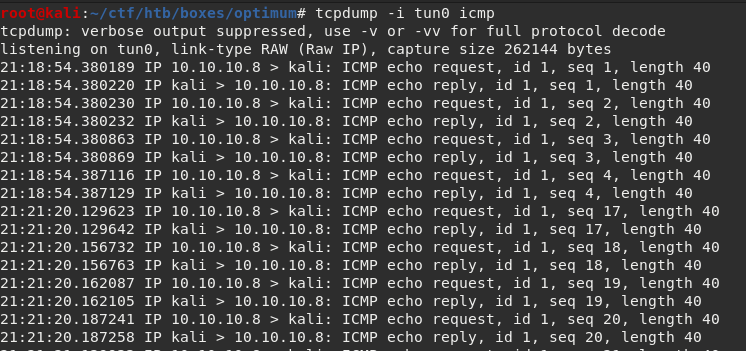 root@kali:~/ctf/htb/boxes/optimum# tcpdump -i tun0 icmp
tcpdump: verbose output suppressed, use -v or -vv for full protocol decode
listening on tun0, link-type RAW (Raw IP), capture size 262144 bytes
21:18:54.380189 IP 10.10.10.8 > kali: ICMP echo request, id 1, seq 1, length 40
21:18:54.380220 IP kali > 10.10.10.8: ICMP echo reply, id 1, seq 1, length 40
21:18:54.380230 IP 10.10.10.8 > kali: ICMP echo request, id 1, seq 2, length 40
21:18:54.380232 IP kali > 10.10.10.8: ICMP echo reply, id 1, seq 2, length 40
21:18:54.380863 IP 10.10.10.8 > kali: ICMP echo request, id 1, seq 3, length 40
21:18:54.380869 IP kali > 10.10.10.8: ICMP echo reply, id 1, seq 3, length 40
21:18:54.387116 IP 10.10.10.8 > kali: ICMP echo request, id 1, seq 4, length 40
21:18:54.387129 IP kali > 10.10.10.8: ICMP echo reply, id 1, seq 4, length 40
21:21:20.129623 IP 10.10.10.8 > kali: ICMP echo request, id 1, seq 17, length 40
21:21:20.129642 IP kali > 10.10.10.8: ICMP echo reply, id 1, seq 17, length 40
21:21:20.156732 IP 10.10.10.8 > kali: ICMP echo request, id 1, seq 18, length 40
21:21:20.156763 IP kali > 10.10.10.8: ICMP echo reply, id 1, seq 18, length 40
21:21:20.162087 IP 10.10.10.8 > kali: ICMP echo request, id 1, seq 19, length 40
21:21:20.162105 IP kali > 10.10.10.8: ICMP echo reply, id 1, seq 19, length 40
21:21:20.187241 IP 10.10.10.8 > kali: ICMP echo request, id 1, seq 20, length 40
21:21:20.187258 IP kali > 10.10.10.8: ICMP echo reply, id 1, seq 20, length 40